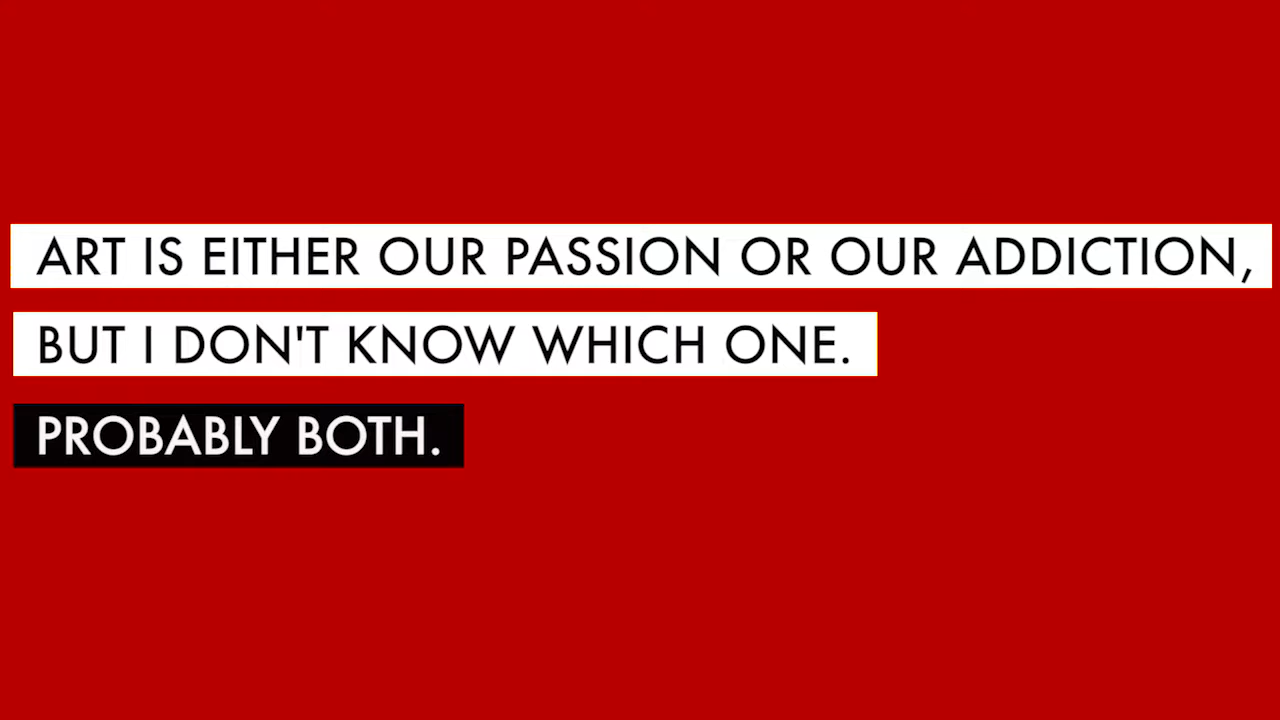 ART IS EITHER OUR PASSION OR OUR ADDICTION,
BUT I DON'T KNOW WHICH ONE.
PROBABLY BOTH.